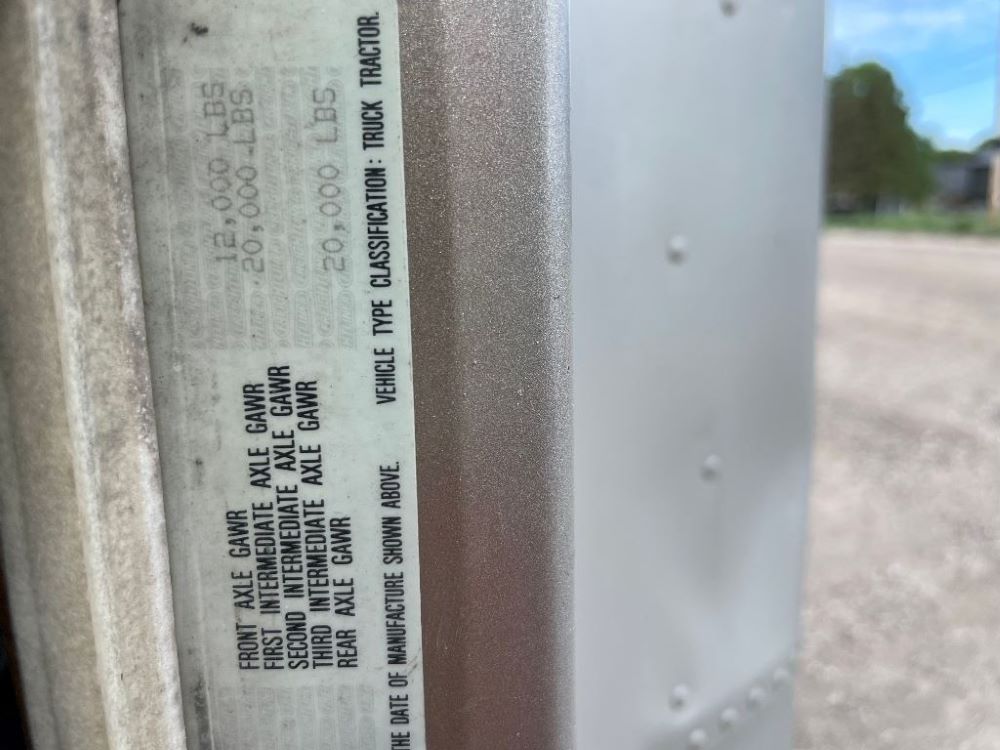 FRONT AXLE GAWR 12,000 LBS
FIRST INTERMEDIATE AXLE GAWR 20,000 LBS
SECOND INTERMEDIATE AXLE GAWR
THIRD INTERMEDIATE AXLE GAWR
REAR AXLE GAWR 20,000 LBS
THE DATE OF MANUFACTURE SHOWN ABOVE. VEHICLE TYPE CLASSIFICATION: TRUCK TRACTOR.